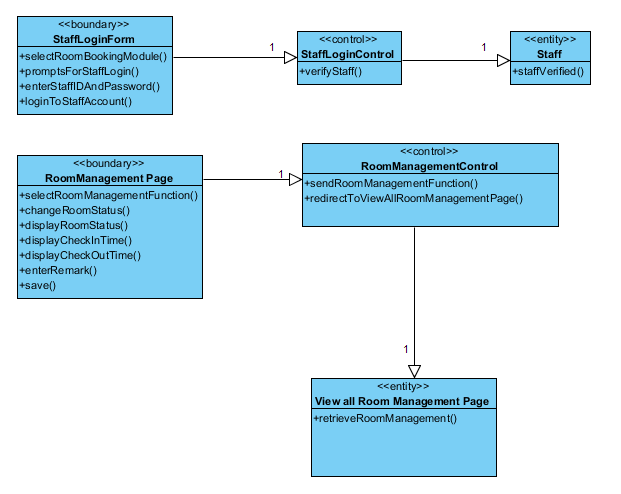 <<boundary>>
StaffLoginForm
+selectRoomBookingModule()
+promptsForStaffLogin()
+enterStaffIDAndPassword()
+loginToStaffAccount()
1
<<control>>
StaffLoginControl
+verifyStaff()
1
<<entity>>
Staff
+staffVerified()
<<boundary>>
RoomManagement Page
+selectRoomManagementFunction()
+changeRoomStatus()
+displayRoomStatus()
+displayCheckInTime()
+displayCheckOutTime()
+enterRemark()
+save()
1
<<control>>
RoomManagementControl
+sendRoomManagementFunction()
+redirectToViewAllRoomManagementPage()
1
<<entity>>
View all Room Management Page
+retrieveRoomManagement()